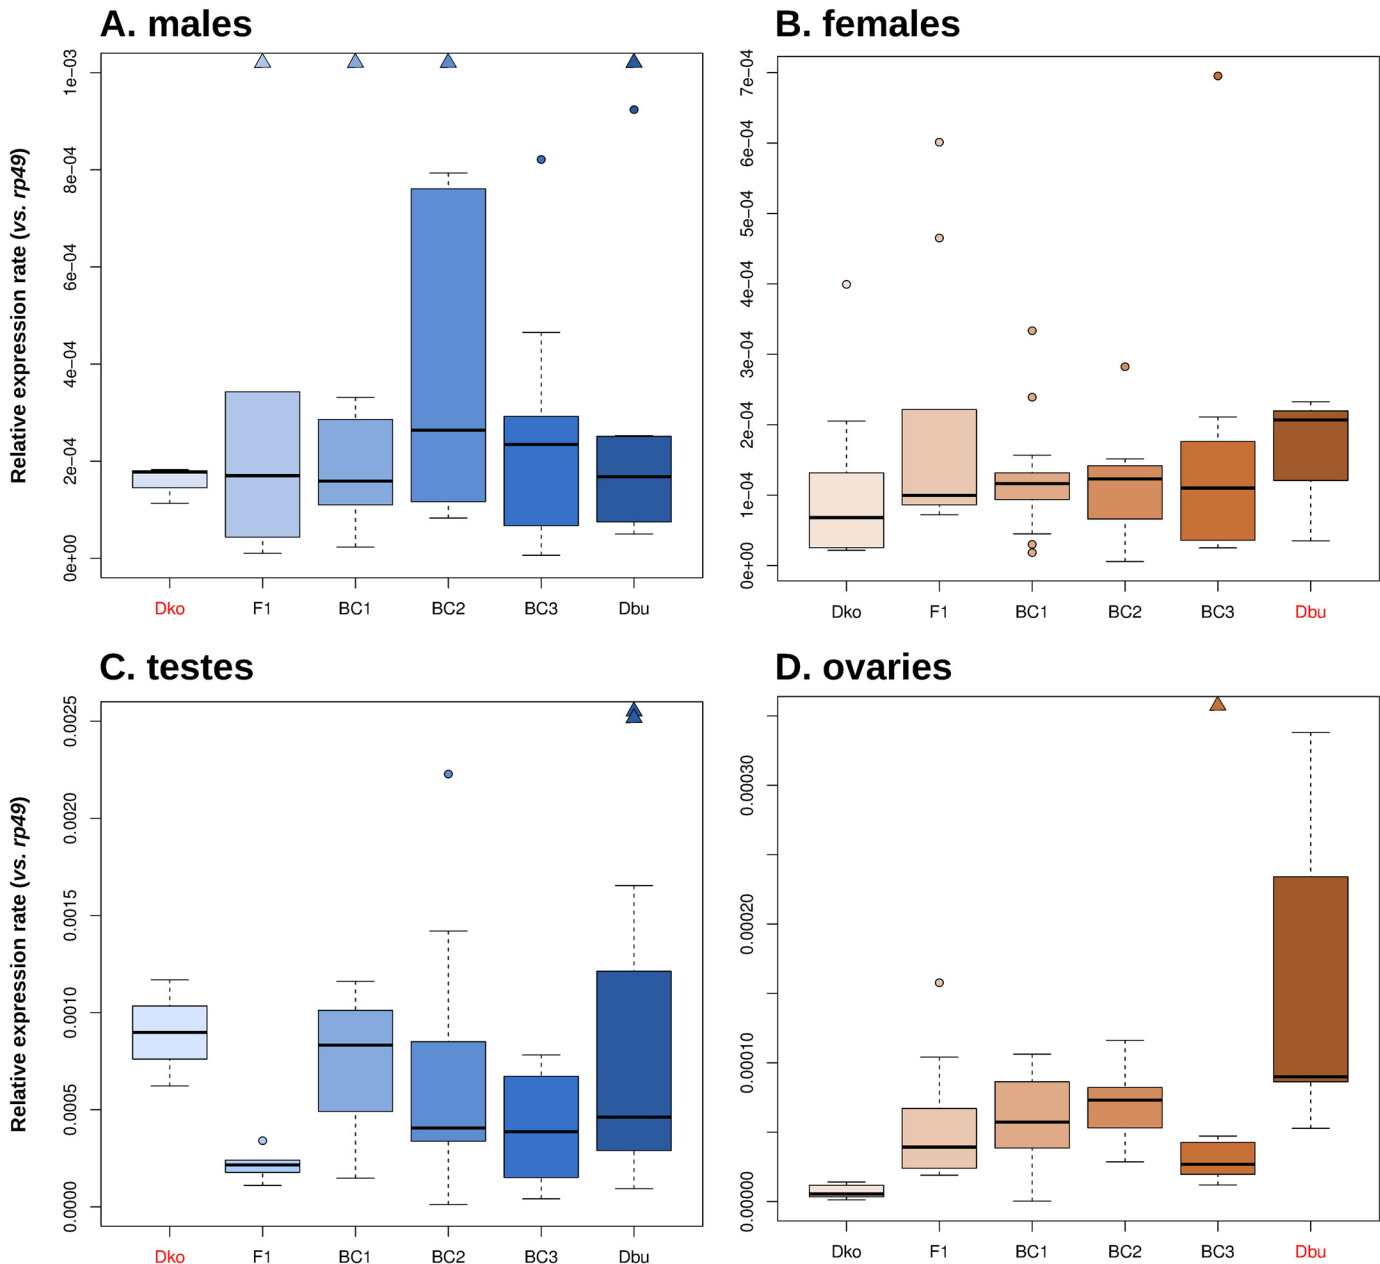 A. males
Relative expression rate (vs. rp49)
1e−03
8e−04
6e−04
4e−04
2e−04
0e+00
Dko F1 BC1 BC2 BC3 Dbu
B. females
7e−04
6e−04
5e−04
4e−04
3e−04
2e−04
1e−04
0e+00
Dko F1 BC1 BC2 BC3 Dbu
C. testes
Relative expression rate (vs. rp49)
0.0025
0.0020
0.0015
0.0010
0.0005
0.0000
Dko F1 BC1 BC2 BC3 Dbu
D. ovaries
0.00030
0.00020
0.00010
0.00000
Dko F1 BC1 BC2 BC3 Dbu